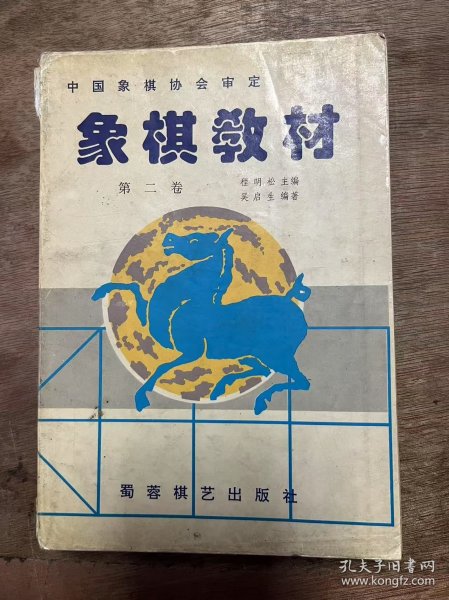 中国象棋协会审定
象棋教材
第二卷
程明松 主编
吴启生 编著
蜀蓉棋艺出版社
孔夫子旧书网
www.kongfz.com